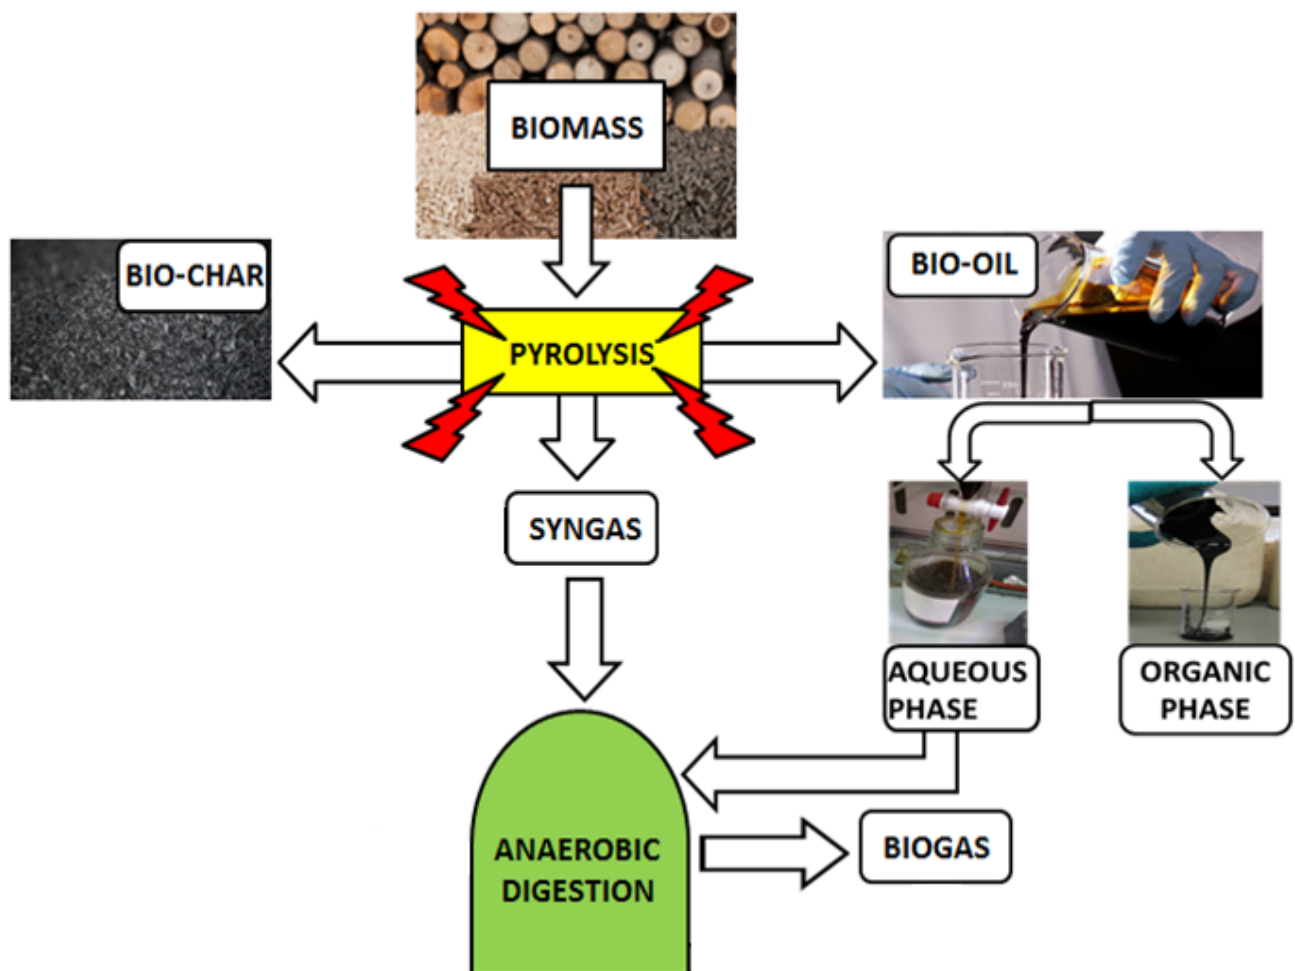 BIOMASS
BIO-CHAR
BIO-OIL
PYROLYSIS
SYNGAS
AQUEOUS
PHASE
ORGANIC
PHASE
ANAEROBIC
DIGESTION
BIOGAS